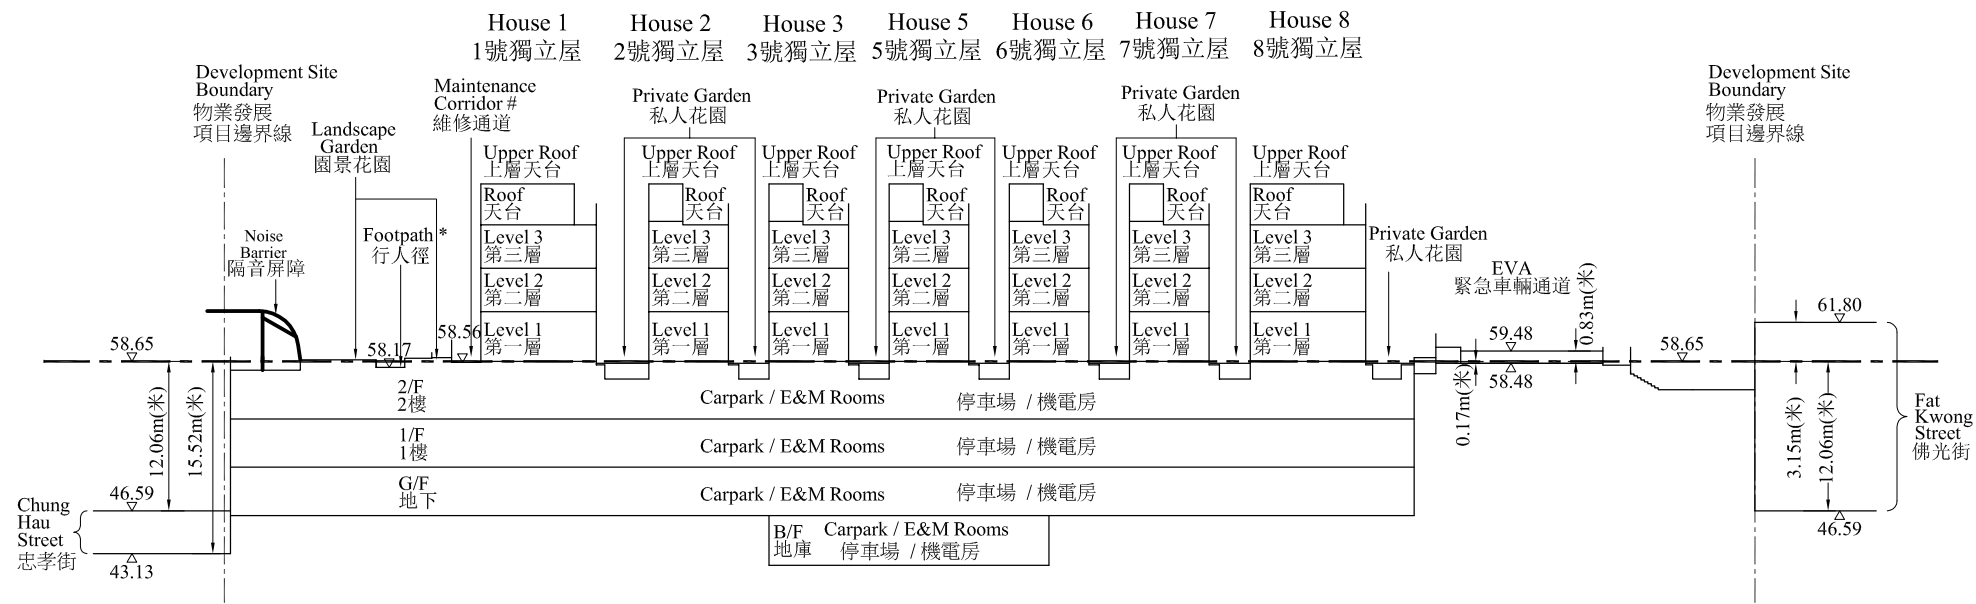 House 1
1號獨立屋
House 2
2號獨立屋
House 3
3號獨立屋
House 5
5號獨立屋
House 6
6號獨立屋
House 7
7號獨立屋
House 8
8號獨立屋
Development Site
Boundary
物業發展
項目邊界線
Landscape
Garden
園景花園
Maintenance
Corridor #
維修通道
Private Garden
私人花園
Private Garden
私人花園
Private Garden
私人花園
Development Site
Boundary
物業發展
項目邊界線
Noise
Barrier
隔音屏障
Footpath *
行人徑
Upper Roof
上層天台
Roof
天台
Level 3
第三層
Level 2
第二層
Level 1
第一層
Upper Roof
上層天台
Roof
天台
Level 3
第三層
Level 2
第二層
Level 1
第一層
Upper Roof
上層天台
Roof
天台
Level 3
第三層
Level 2
第二層
Level 1
第一層
Upper Roof
上層天台
Roof
天台
Level 3
第三層
Level 2
第二層
Level 1
第一層
Upper Roof
上層天台
Roof
天台
Level 3
第三層
Level 2
第二層
Level 1
第一層
Upper Roof
上層天台
Roof
天台
Level 3
第三層
Level 2
第二層
Level 1
第一層
Upper Roof
上層天台
Roof
天台
Level 3
第三層
Level 2
第二層
Level 1
第一層
Private Garden
私人花園
EVA
緊急車輛通道
0.83m(米)
58.65
58.17
58.56
59.48
58.48
0.17m(米)
58.65
61.80
12.06m(米)
15.52m(米)
2/F
2樓
Carpark / E&M Rooms 停車場 / 機電房
1/F
1樓
Carpark / E&M Rooms 停車場 / 機電房
G/F
地下
Carpark / E&M Rooms 停車場 / 機電房
B/F
地庫
Carpark / E&M Rooms
停車場 / 機電房
46.59
Chung
Hau
Street
忠孝街
43.13
3.15m(米)
12.06m(米)
46.59
Fat
Kwong
Street
佛光街